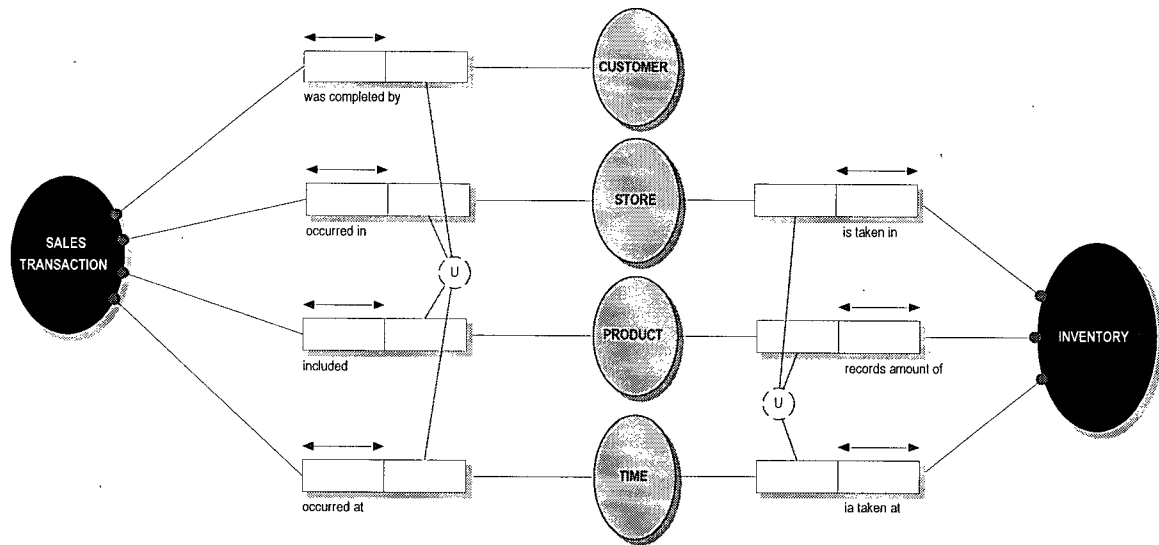 CUSTOMER
was completed by
STORE
occurred in
is taken in
SALES
TRANSACTION
U
PRODUCT
INVENTORY
included
records amount of
U
TIME
occurred at
ia taken at